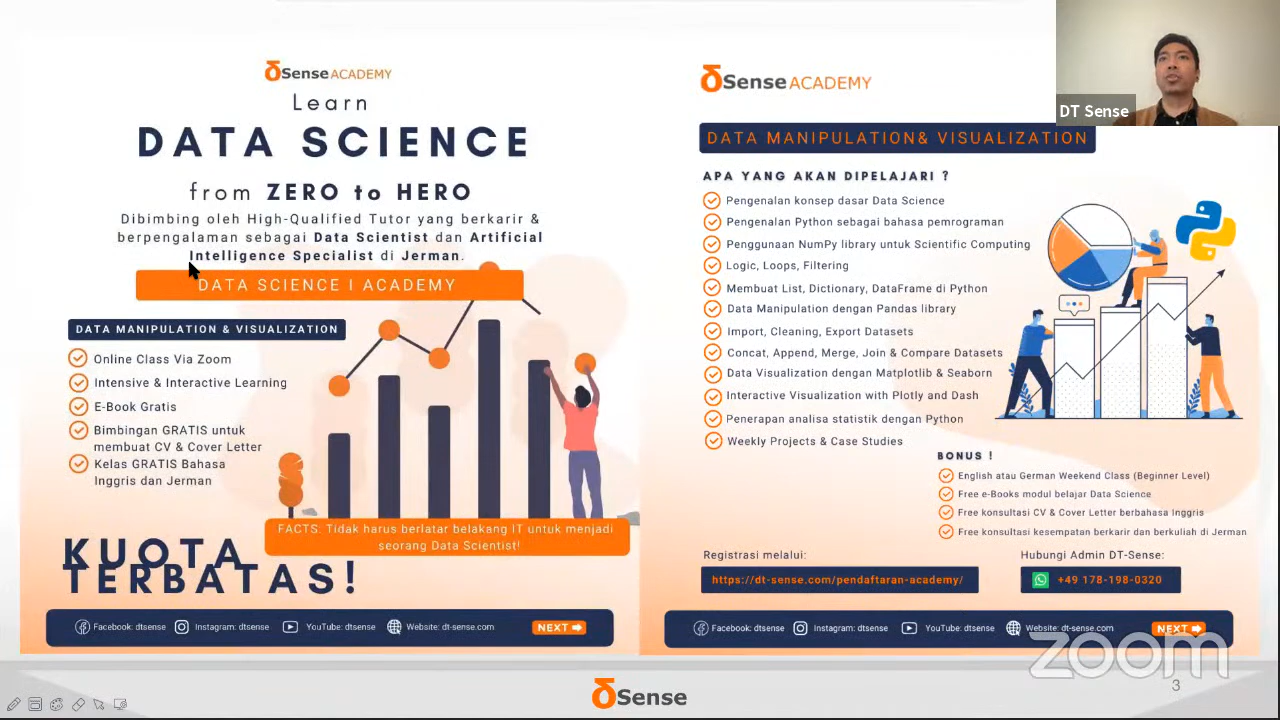 δSense ACADEMY
Learn
DATA SCIENCE
from ZERO to HERO
Dibimbing oleh High-Qualified Tutor yang berkarir &
berpengalaman sebagai Data Scientist dan Artificial
Intelligence Specialist di Jerman.
DATA SCIENCE I ACADEMY
DATA MANIPULATION & VISUALIZATION
Online Class Via Zoom
Intensive & Interactive Learning
E-Book Gratis
Bimbingan GRATIS untuk
membuat CV & Cover Letter
Kelas GRATIS Bahasa
Inggris dan Jerman
FACTS: Tidak harus berlatar belakang IT untuk menjadi
seorang Data Scientist!
KUOTA
TERBATAS!
Facebook: dtsense Instagram: dtsense YouTube: dtsense Website: dt-sense.com NEXT
δSense ACADEMY
DATA MANIPULATION& VISUALIZATION
APA YANG AKAN DIPELAJARI ?
Pengenalan konsep dasar Data Science
Pengenalan Python sebagai bahasa pemrograman
Penggunaan NumPy library untuk Scientific Computing
Logic, Loops, Filtering
Membuat List, Dictionary, DataFrame di Python
Data Manipulation dengan Pandas library
Import, Cleaning, Export Datasets
Concat, Append, Merge, Join & Compare Datasets
Data Visualization dengan Matplotlib & Seaborn
Interactive Visualization with Plotly and Dash
Penerapan analisa statistik dengan Python
Weekly Projects & Case Studies
BONUS !
English atau German Weekend Class (Beginner Level)
Free e-Books modul belajar Data Science
Free konsultasi CV & Cover Letter berbahasa Inggris
Free konsultasi kesempatan berkarir dan berkuliah di Jerman
Registrasi melalui:
https://dt-sense.com/pendaftaran-academy/
Hubungi Admin DT-Sense:
+49 178-198-0320
Facebook: dtsense Instagram: dtsense YouTube: dtsense Website: dt-sense.com NEXT
DT Sense
zoom
3
δSense